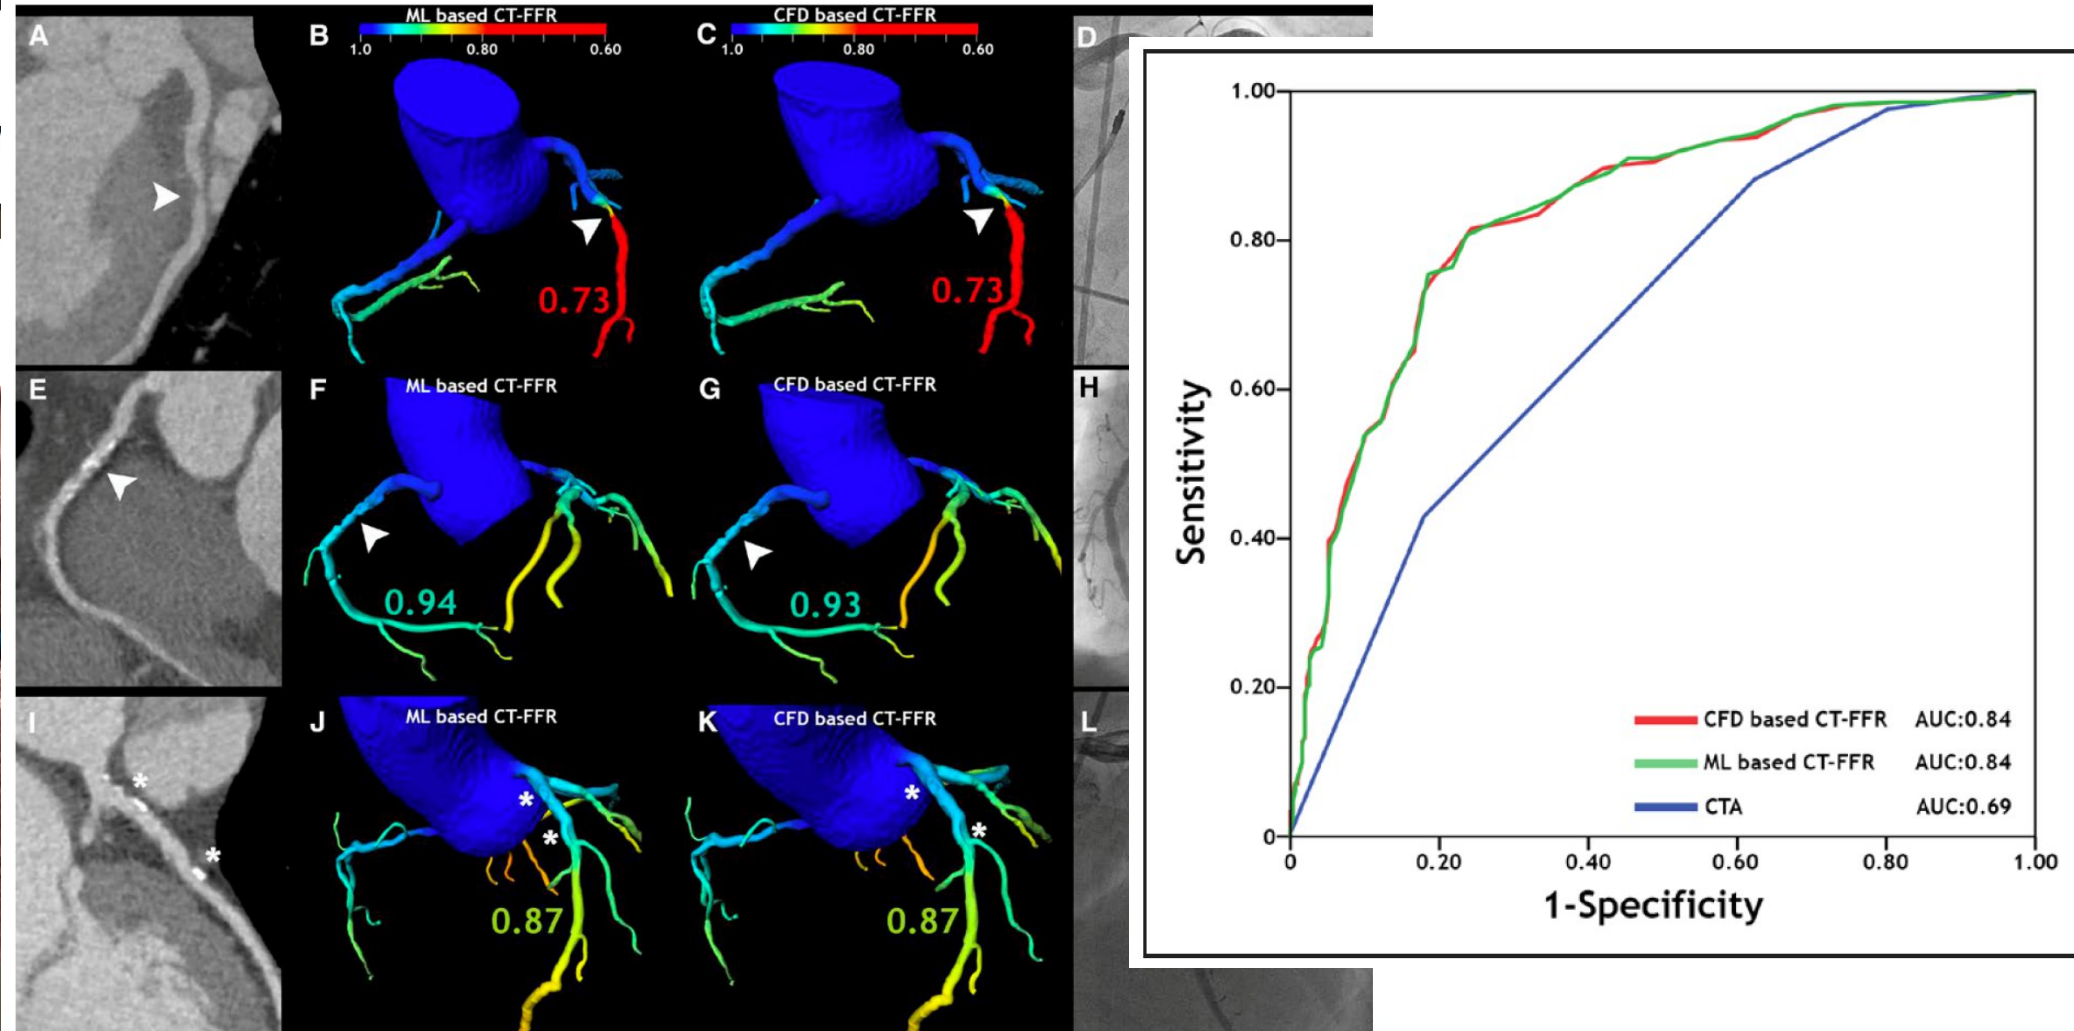 A
B
ML based CT-FFR
1.0 0.80 0.60
C
CFD based CT-FFR
1.0 0.80 0.60
D
0.73
0.73
E
F
ML based CT-FFR
G
CFD based CT-FFR
H
0.94
0.93
I
J
ML based CT-FFR
K
CFD based CT-FFR
L
*
*
*
*
*
*
0.87
0.87
1.00
0.80
0.60
0.40
0.20
0
Sensitivity
CFD based CT-FFR AUC:0.84
ML based CT-FFR AUC:0.84
CTA AUC:0.69
0 0.20 0.40 0.60 0.80 1.00
1-Specificity